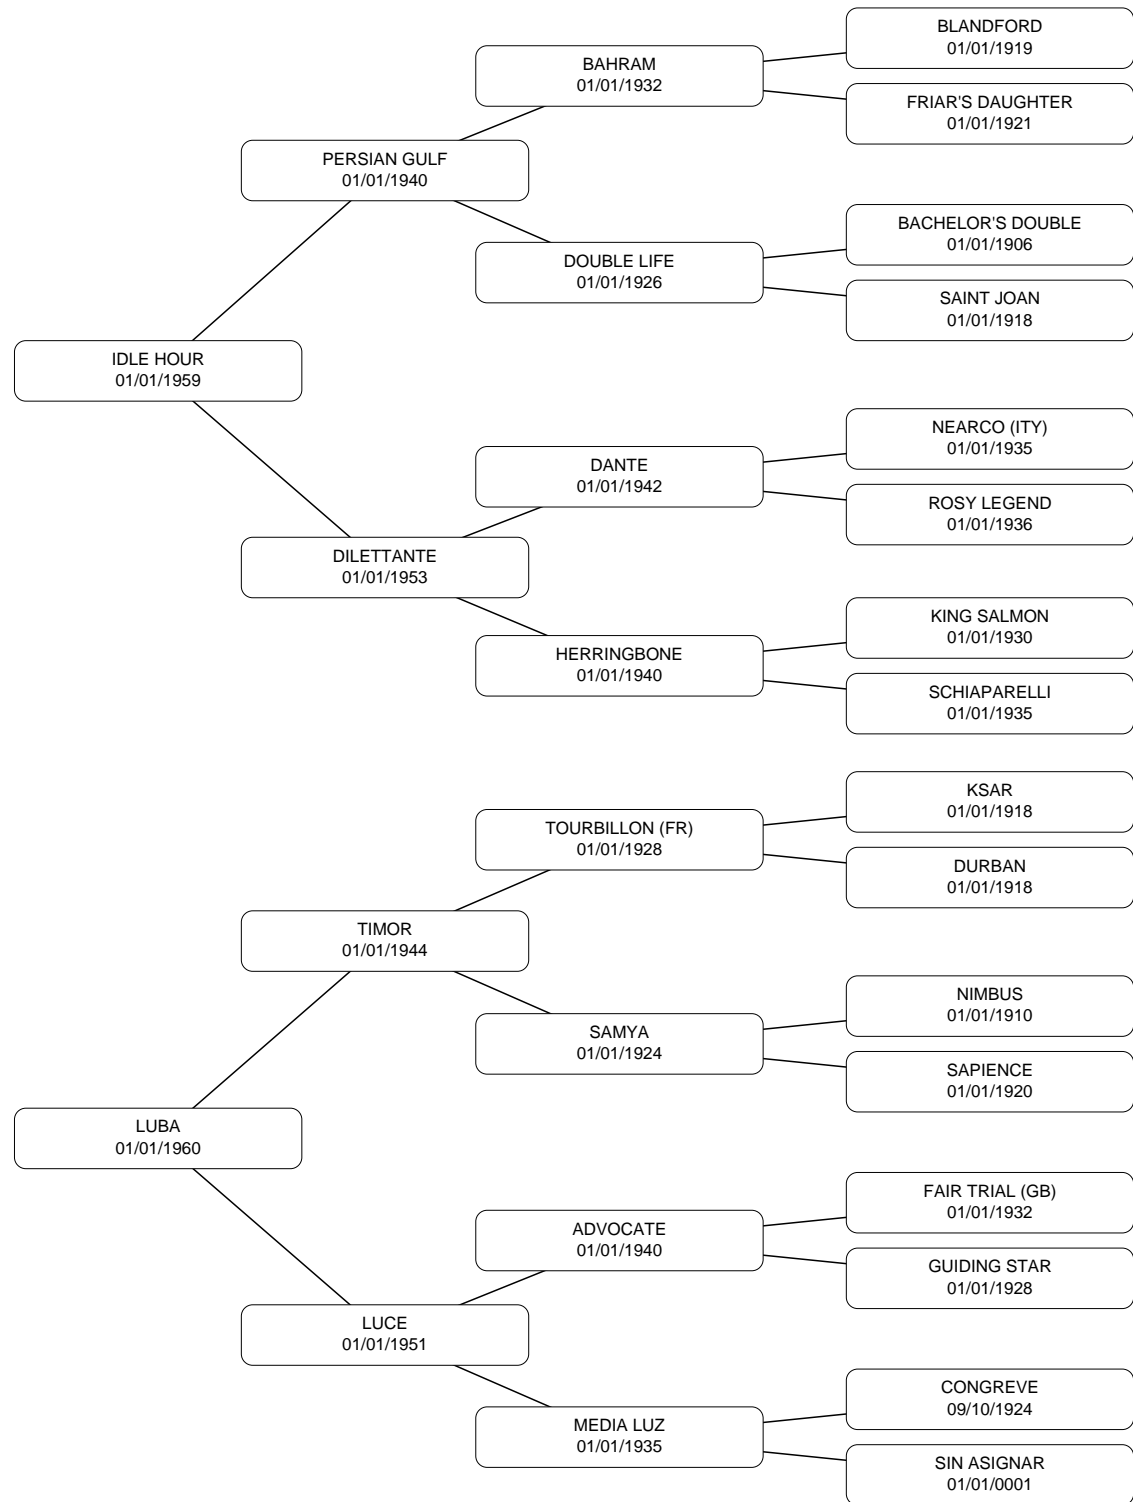 BLANDFORD
01/01/1919
BAHRAM
01/01/1932
FRIAR'S DAUGHTER
01/01/1921
PERSIAN GULF
01/01/1940
BACHELOR'S DOUBLE
01/01/1906
DOUBLE LIFE
01/01/1926
SAINT JOAN
01/01/1918
IDLE HOUR
01/01/1959
NEARCO (ITY)
01/01/1935
DANTE
01/01/1942
ROSY LEGEND
01/01/1936
DILETTANTE
01/01/1953
KING SALMON
01/01/1930
HERRINGBONE
01/01/1940
SCHIAPARELLI
01/01/1935
KSAR
01/01/1918
TOURBILLON (FR)
01/01/1928
DURBAN
01/01/1918
TIMOR
01/01/1944
NIMBUS
01/01/1910
SAMYA
01/01/1924
SAPIENCE
01/01/1920
LUBA
01/01/1960
FAIR TRIAL (GB)
01/01/1932
ADVOCATE
01/01/1940
GUIDING STAR
01/01/1928
LUCE
01/01/1951
CONGREVE
09/10/1924
MEDIA LUZ
01/01/1935
SIN ASIGNAR
01/01/0001